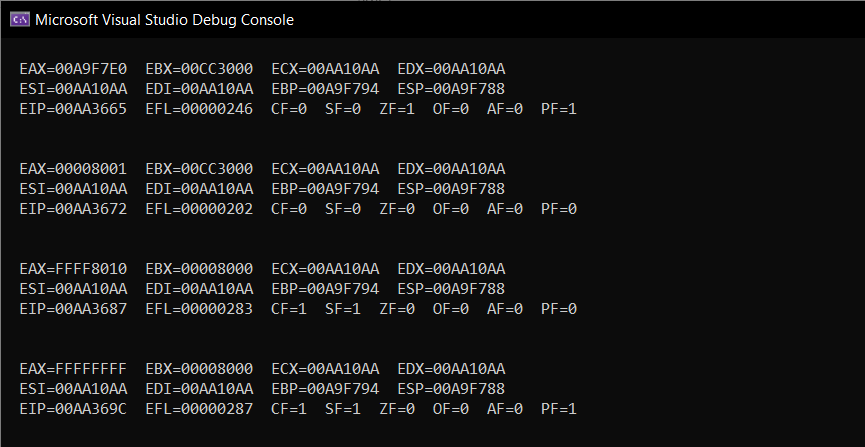 C:\ Microsoft Visual Studio Debug Console
EAX=00A9F7E0 EBX=00CC3000 ECX=00AA10AA EDX=00AA10AA
ESI=00AA10AA EDI=00AA10AA EBP=00A9F794 ESP=00A9F788
EIP=00AA3665 EFL=00000246 CF=0 SF=0 ZF=1 OF=0 AF=0 PF=1
EAX=00008001 EBX=00CC3000 ECX=00AA10AA EDX=00AA10AA
ESI=00AA10AA EDI=00AA10AA EBP=00A9F794 ESP=00A9F788
EIP=00AA3672 EFL=00000202 CF=0 SF=0 ZF=0 OF=0 AF=0 PF=0
EAX=FFFF8010 EBX=00008000 ECX=00AA10AA EDX=00AA10AA
ESI=00AA10AA EDI=00AA10AA EBP=00A9F794 ESP=00A9F788
EIP=00AA3687 EFL=00000283 CF=1 SF=1 ZF=0 OF=0 AF=0 PF=0
EAX=FFFFFFFF EBX=00008000 ECX=00AA10AA EDX=00AA10AA
ESI=00AA10AA EDI=00AA10AA EBP=00A9F794 ESP=00A9F788
EIP=00AA369C EFL=00000287 CF=1 SF=1 ZF=0 OF=0 AF=0 PF=1